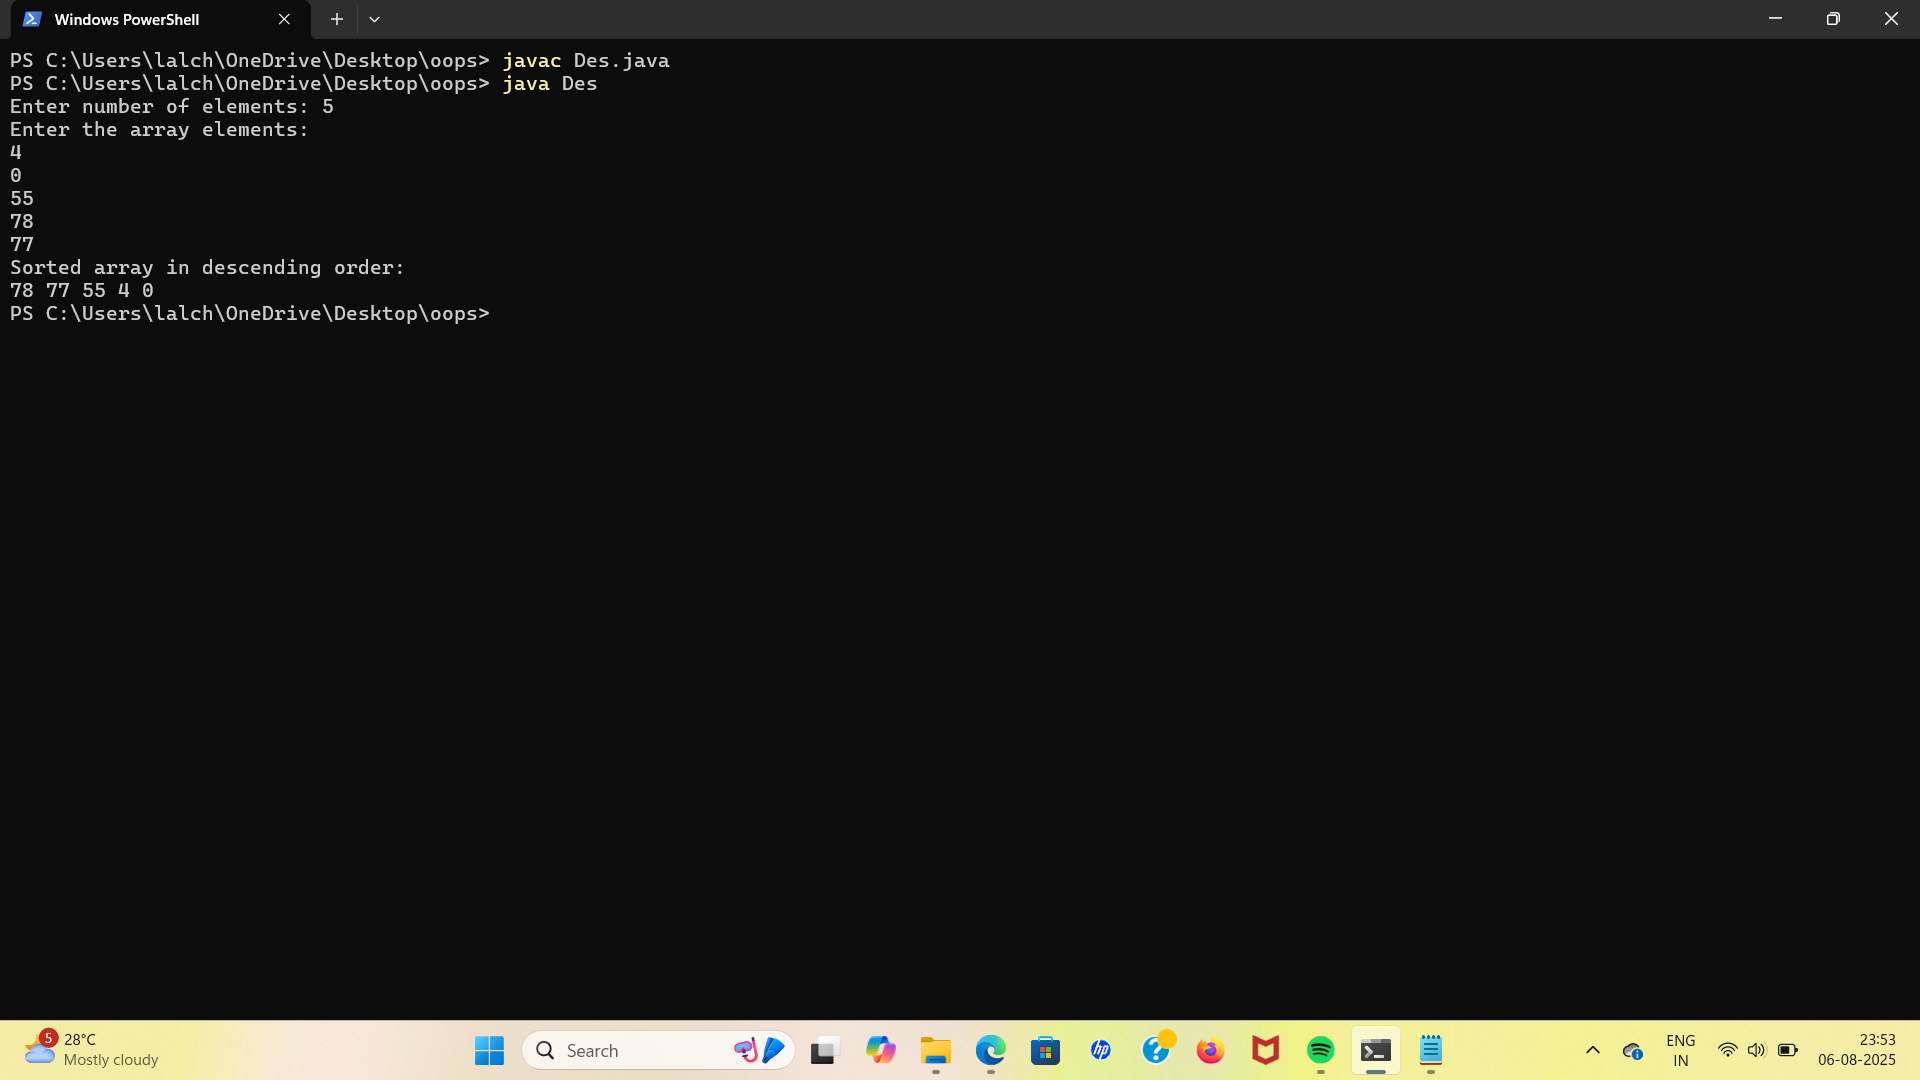 Windows PowerShell
PS C:\Users\lalch\OneDrive\Desktop\oops> javac Des.java
PS C:\Users\lalch\OneDrive\Desktop\oops> java Des
Enter number of elements: 5
Enter the array elements:
4
0
55
78
77
Sorted array in descending order:
78 77 55 4 0
PS C:\Users\lalch\OneDrive\Desktop\oops>
5
28°C
Mostly cloudy
Search
hp
ENG
IN
23:53
06-08-2025